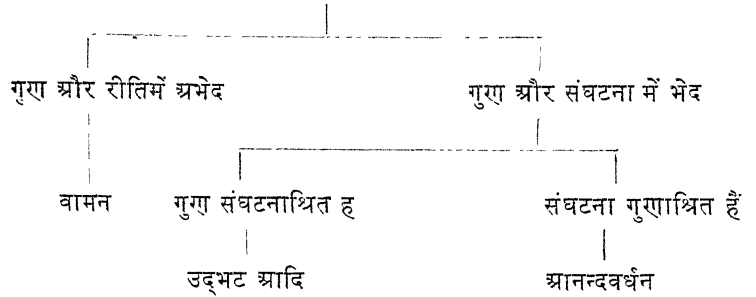 गुण और रीतिमें अभेद गुण और संघटना में भेद
वामन गुण संघटनाश्रित ह संघटना गुणाश्रित हैं
उद्भट आदि आनन्दवर्धन